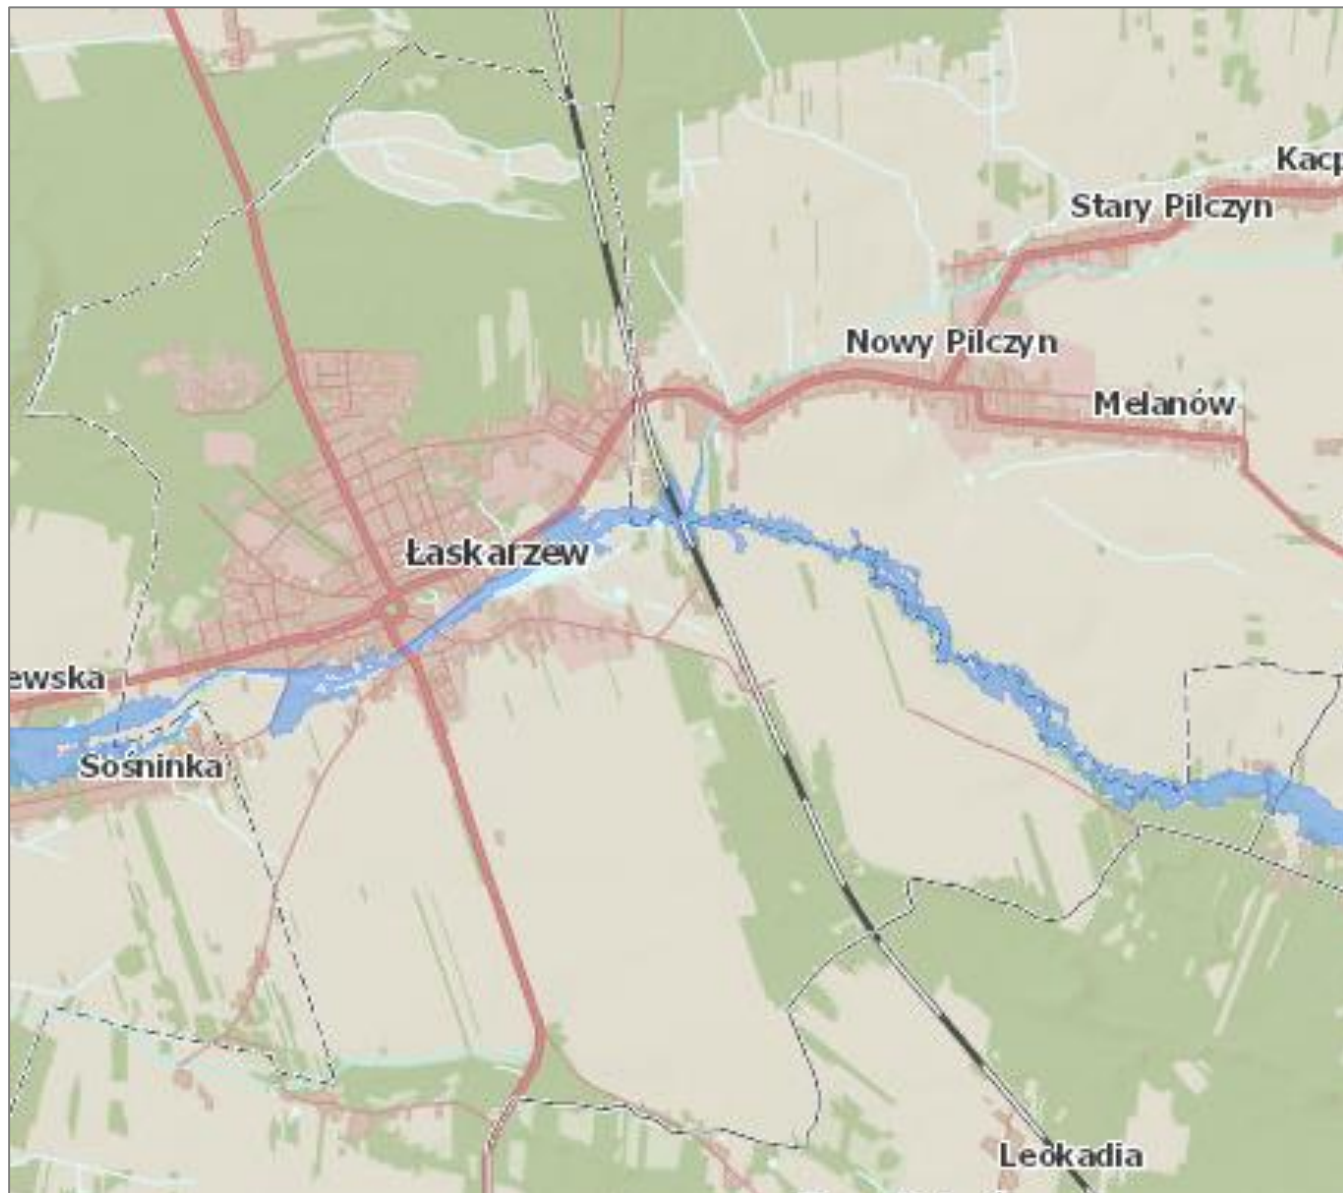 Kacp
Stary Pilczyn
Nowy Pilczyn
Melanów
Łaskarzew
ewska
Sośninka
Leokadia